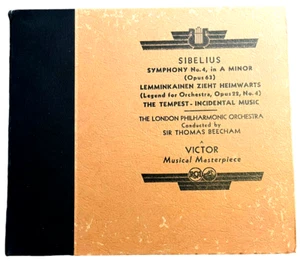 SIBELIUS
SYMPHONY No. 4, in A MINOR
(Opus 63)
LEMMINKAINEN ZIEHT HEIMWARTS
(Legend for Orchestra, Opus 22, No. 4)
THE TEMPEST - INCIDENTAL MUSIC
THE LONDON PHILHARMONIC ORCHESTRA
Conducted by
SIR THOMAS BEECHAM
A
VICTOR
Musical Masterpiece
RCA